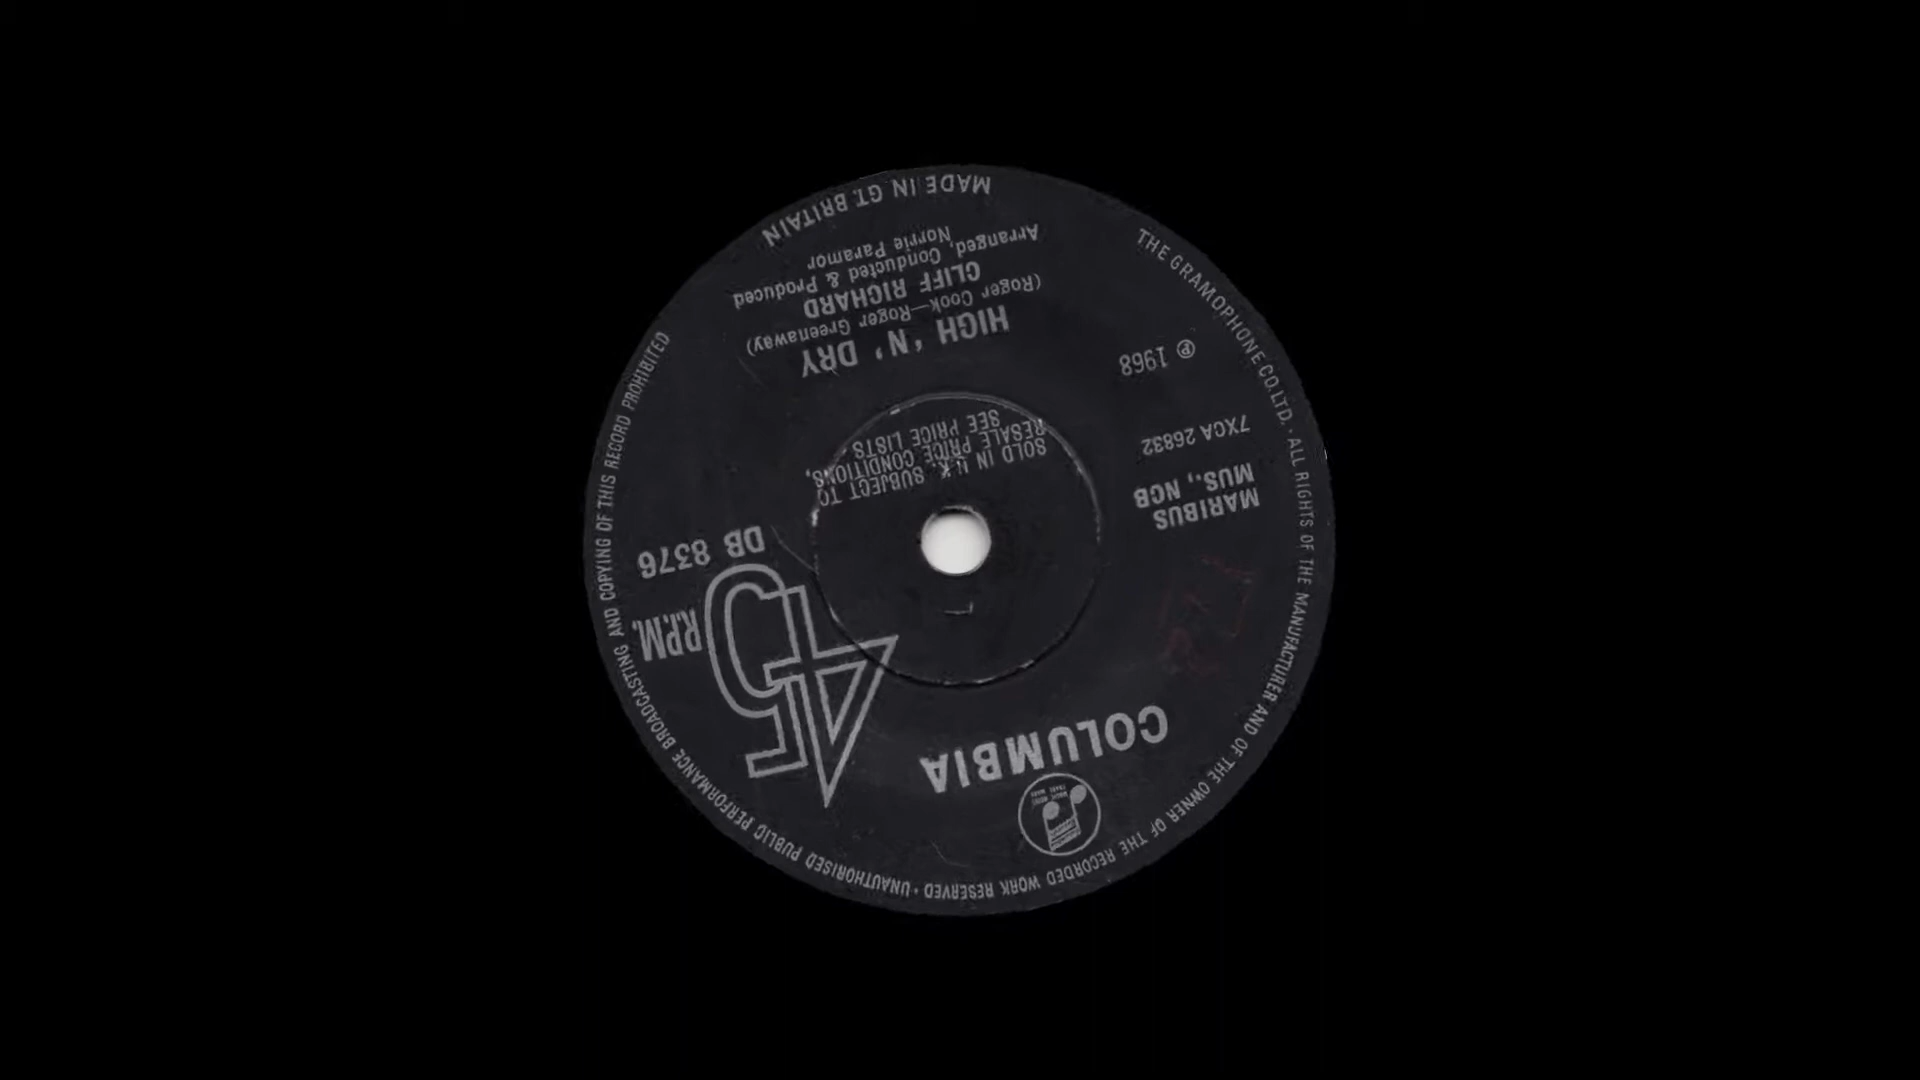 THE GRAMOPHONE CO. LTD. · ALL RIGHTS OF THE MANUFACTURER AND OF THE OWNER OF THE RECORDED WORK RESERVED · UNAUTHORISED PUBLIC PERFORMANCE BROADCASTING AND COPYING OF THIS RECORD PROHIBITED
COLUMBIA
45
R.P.M.
DB 8376
MARIBUS
MUS., NCB
7XCA 26832
℗ 1968
SOLD IN U.K. SUBJECT TO
RESALE PRICE CONDITIONS,
SEE PRICE LISTS
HIGH 'N' DRY
(Roger Cook—Roger Greenaway)
CLIFF RICHARD
Arranged, Conducted & Produced
Norrie Paramor
MADE IN GT. BRITAIN